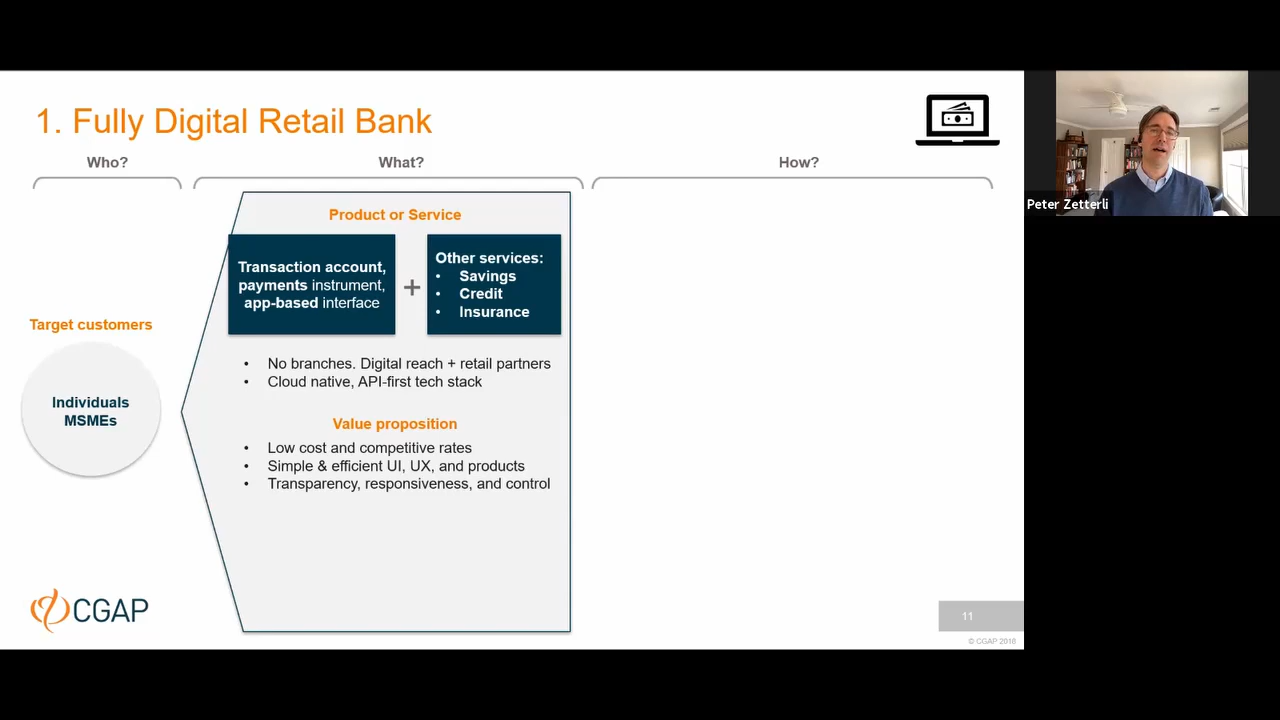 1. Fully Digital Retail Bank
Who?
What?
How?
Product or Service
Transaction account,
payments instrument,
app-based interface
+
Other services:
• Savings
• Credit
• Insurance
Target customers
Individuals
MSMEs
• No branches. Digital reach + retail partners
• Cloud native, API-first tech stack
Value proposition
• Low cost and competitive rates
• Simple & efficient UI, UX, and products
• Transparency, responsiveness, and control
CGAP
11
© CGAP 2016
Peter Zetterli